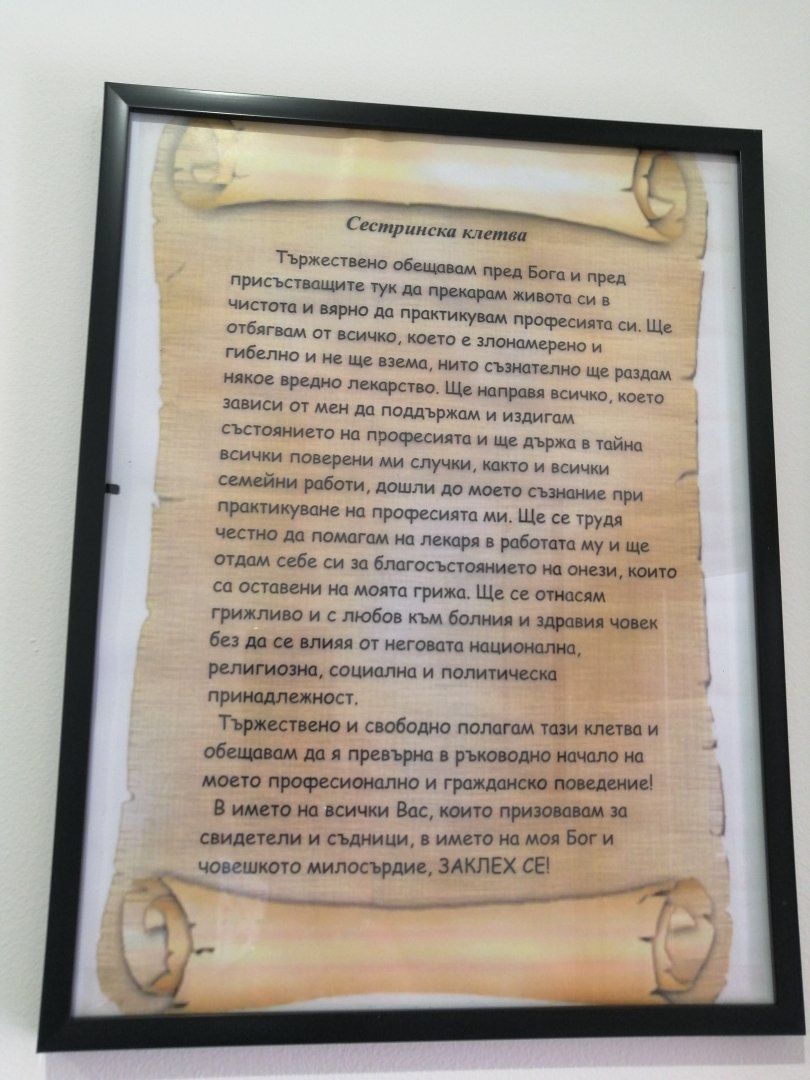 Сестринска клетва
Тържествено обещавам пред Бога и пред
присъстващите тук да прекарам живота си в
чистота и вярно да практикувам професията си. Ще
отбягвам от всичко, което е злонамерено и
гибелно и не ще взема, нито съзнателно ще раздам
някое вредно лекарство. Ще направя всичко, което
зависи от мен да поддържам и издигам
състоянието на професията и ще държа в тайна
всички поверени ми случки, както и всички
семейни работи, дошли до моето съзнание при
практикуване на професията ми. Ще се трудя
честно да помагам на лекаря в работата му и ще
отдам себе си за благосъстоянието на онези, които
са оставени на моята грижа. Ще се отнасям
грижливо и с любов към болния и здравия човек
без да се влияя от неговата национална,
религиозна, социална и политическа
принадлежност.
Тържествено и свободно полагам тази клетва и
обещавам да я превърна в ръководно начало на
моето професионално и гражданско поведение!
В името на всички Вас, които призовавам за
свидетели и съдници, в името на моя Бог и
човешкото милосърдие, ЗАКЛЕХ СЕ!